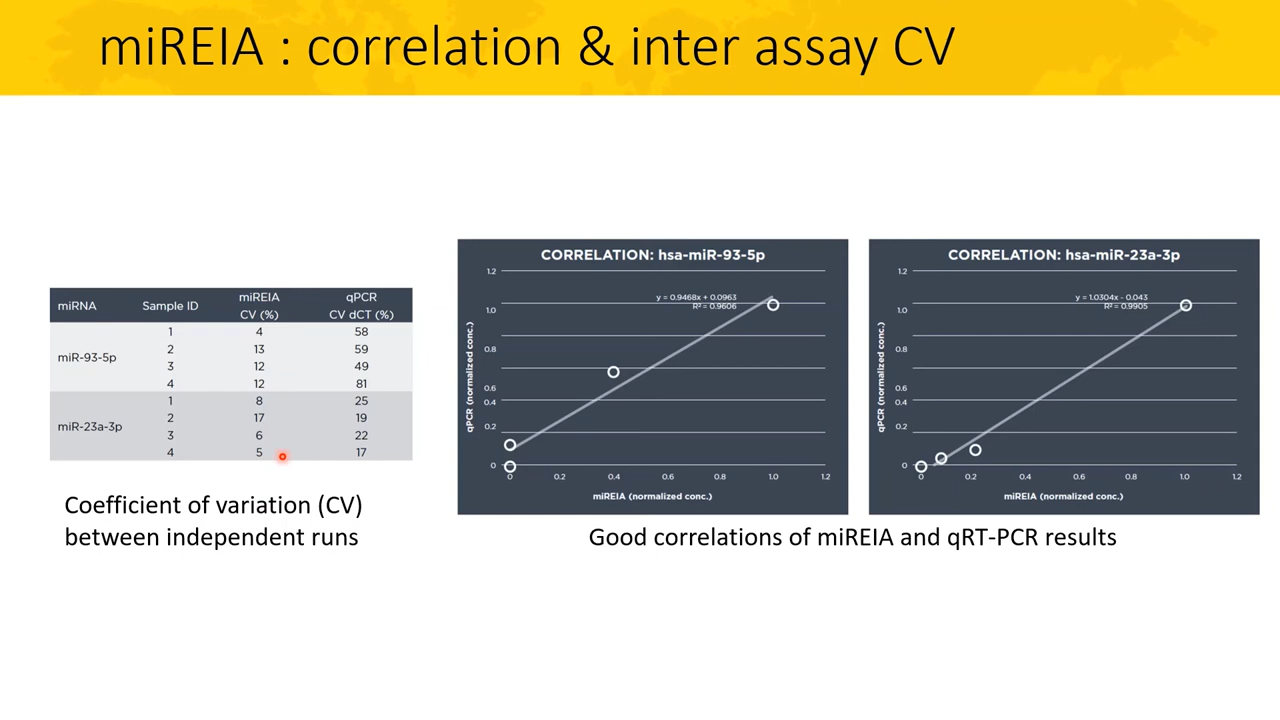 miREIA : correlation & inter assay CV
miRNA Sample ID miREIA CV (%) qPCR CV dCT (%)
miR-93-5p
1 4 58
2 13 59
3 12 49
4 12 81
miR-23a-3p
1 8 25
2 17 19
3 6 22
4 5 17
Coefficient of variation (CV)
between independent runs
CORRELATION: hsa-miR-93-5p
1.2
y = 0.9468x + 0.0963
R² = 0.9606
1.0
0.8
0.6
0.4
0.2
0
qPCR (normalized conc.)
0 0.2 0.4 0.6 0.8 1.0 1.2
miREIA (normalized conc.)
CORRELATION: hsa-miR-23a-3p
1.2
y = 1.0304x - 0.043
R² = 0.9905
1.0
0.8
0.6
0.4
0.2
0
qPCR (normalized conc.)
0 0.2 0.4 0.6 0.8 1.0 1.2
miREIA (normalized conc.)
Good correlations of miREIA and qRT-PCR results